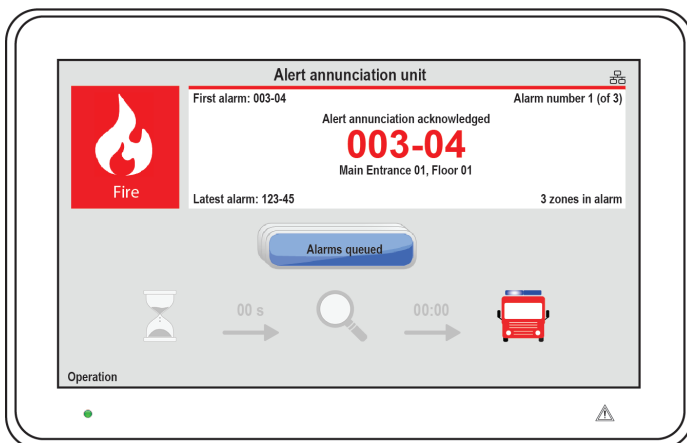 Alert annunciation unit
First alarm: 003-04
Alarm number 1 (of 3)
Alert annunciation acknowledged
003-04
Main Entrance 01, Floor 01
Fire
Latest alarm: 123-45
3 zones in alarm
Alarms queued
00 s
00:00
Operation